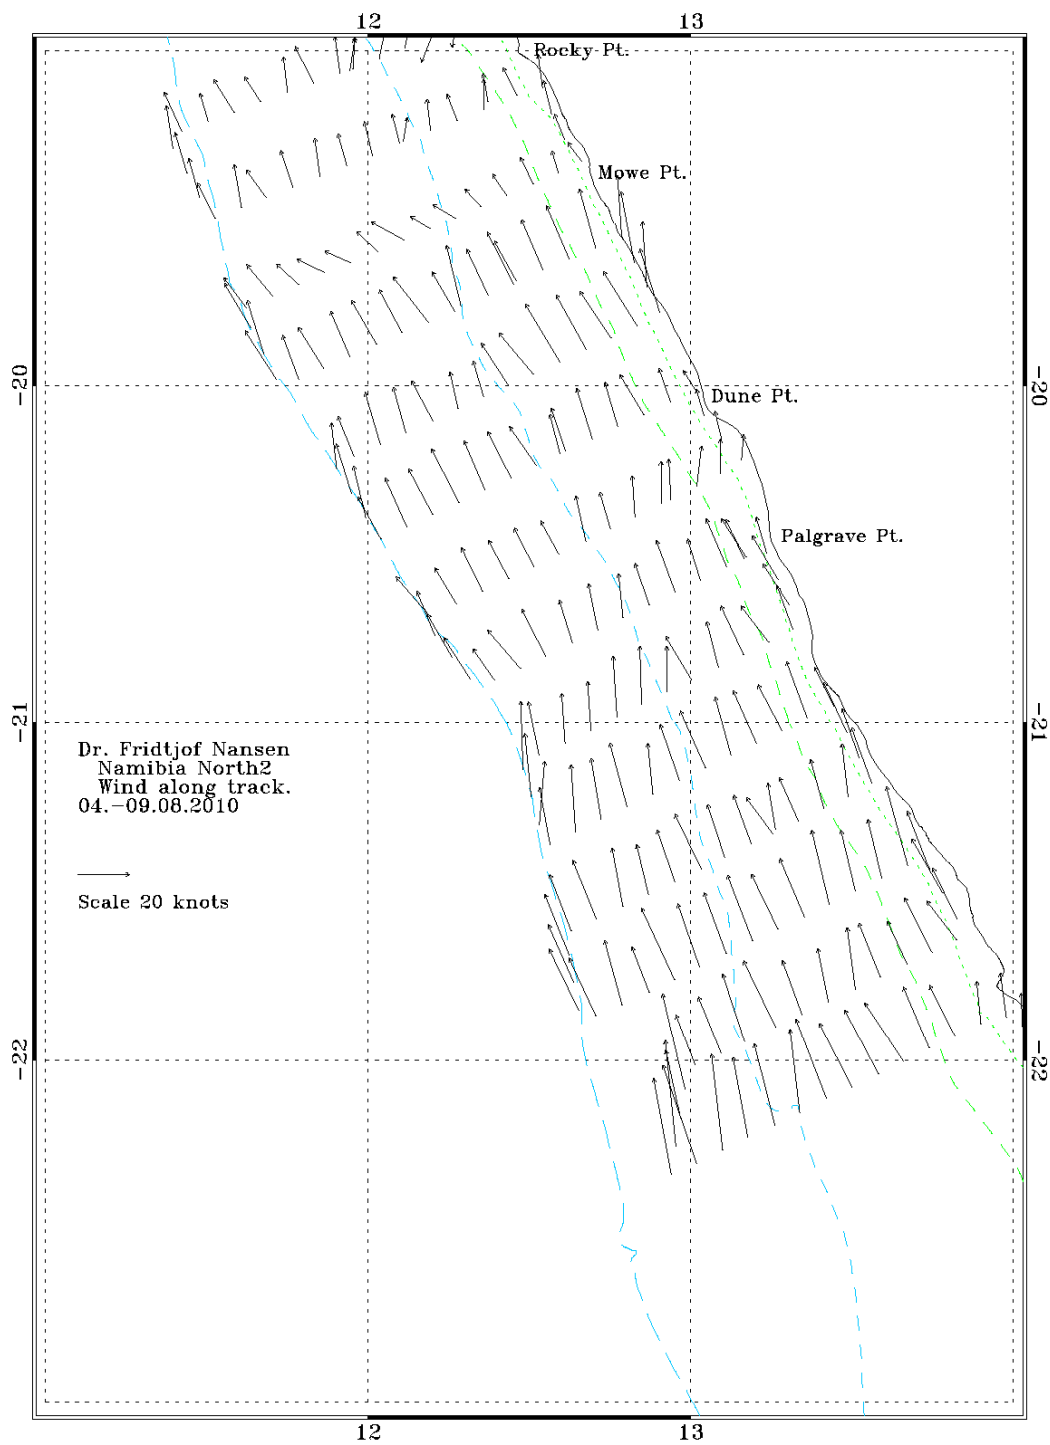 12 13
Rocky Pt.
Mowe Pt.
-20 -20
Dune Pt.
Palgrave Pt.
-21 -21
Dr. Fridtjof Nansen
Namibia North2
Wind along track.
04.-09.08.2010
Scale 20 knots
-22 -22
12 13